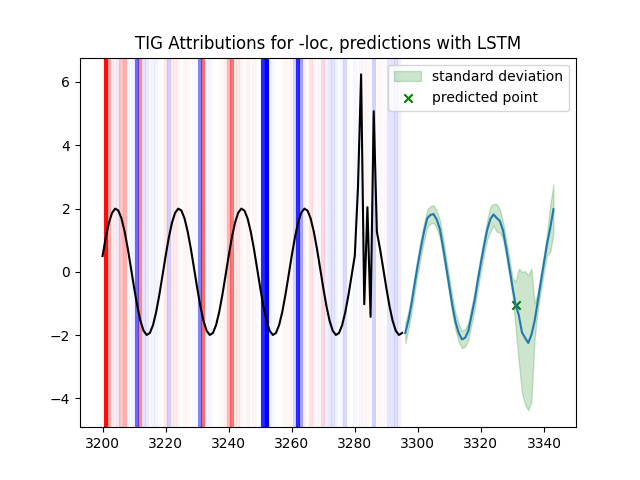 TIG Attributions for -loc, predictions with LSTM
standard deviation
predicted point
6
4
2
0
−2
−4
3200 3220 3240 3260 3280 3300 3320 3340